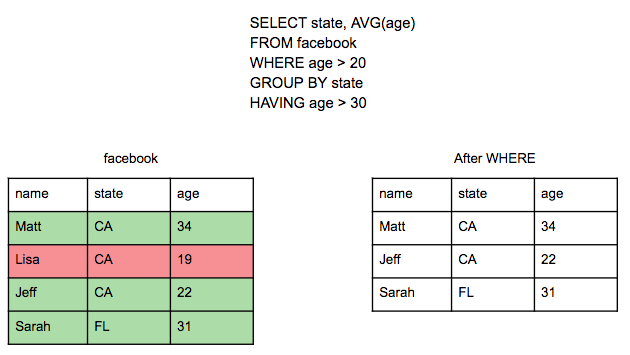 SELECT state, AVG(age)
FROM facebook
WHERE age > 20
GROUP BY state
HAVING age > 30
facebook
name state age
Matt CA 34
Lisa CA 19
Jeff CA 22
Sarah FL 31
After WHERE
name state age
Matt CA 34
Jeff CA 22
Sarah FL 31